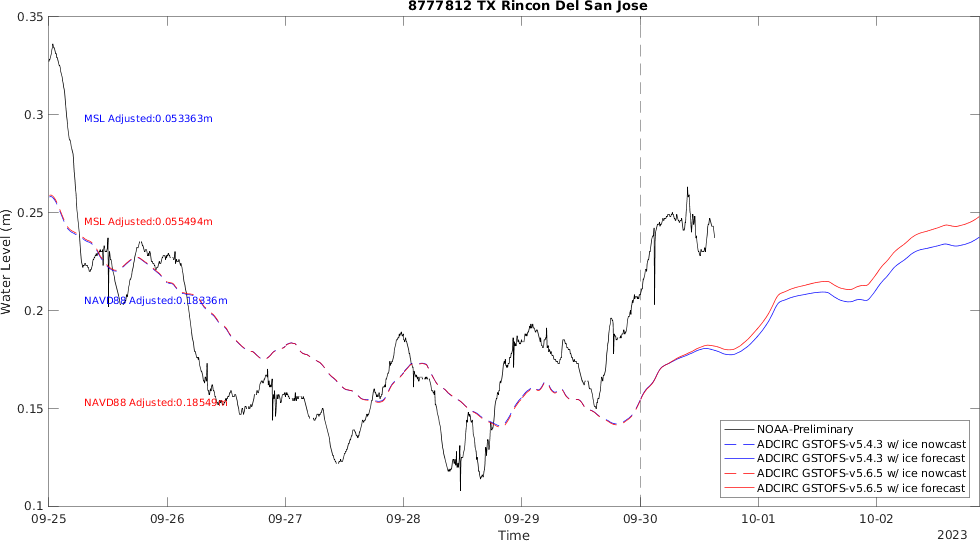 8777812 TX Rincon Del San Jose
0.35
0.3
0.25
0.2
0.15
0.1
Water Level (m)
MSL Adjusted:0.053363m
MSL Adjusted:0.055494m
NAVD88 Adjusted:0.18336m
NAVD88 Adjusted:0.18549m
NOAA-Preliminary
ADCIRC GSTOFS-v5.4.3 w/ ice nowcast
ADCIRC GSTOFS-v5.4.3 w/ ice forecast
ADCIRC GSTOFS-v5.6.5 w/ ice nowcast
ADCIRC GSTOFS-v5.6.5 w/ ice forecast
09-25 09-26 09-27 09-28 09-29 09-30 10-01 10-02
Time
2023